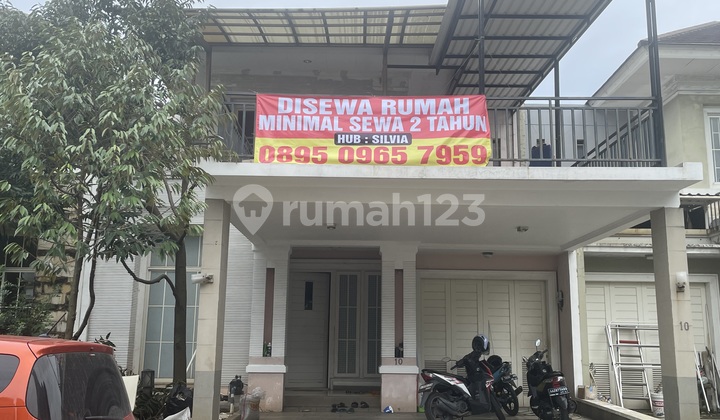 DISEWA RUMAH
MINIMAL SEWA 2 TAHUN
HUB : SILVIA
0895 0965 7959
rumah123
10
10